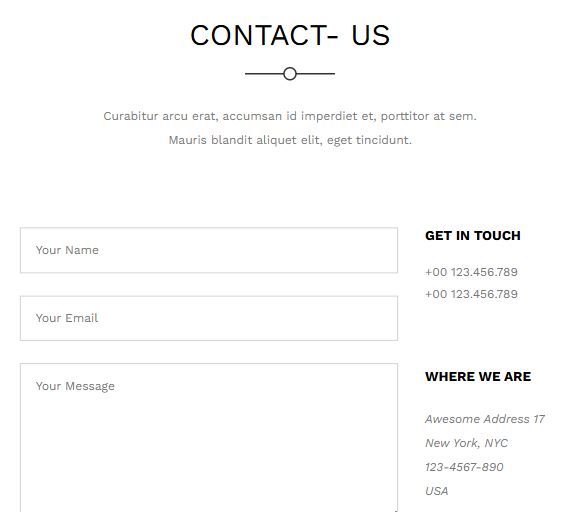 CONTACT- US
Curabitur arcu erat, accumsan id imperdiet et, porttitor at sem.
Mauris blandit aliquet elit, eget tincidunt.
Your Name
Your Email
Your Message
GET IN TOUCH
+00 123.456.789
+00 123.456.789
WHERE WE ARE
Awesome Address 17
New York, NYC
123-4567-890
USA